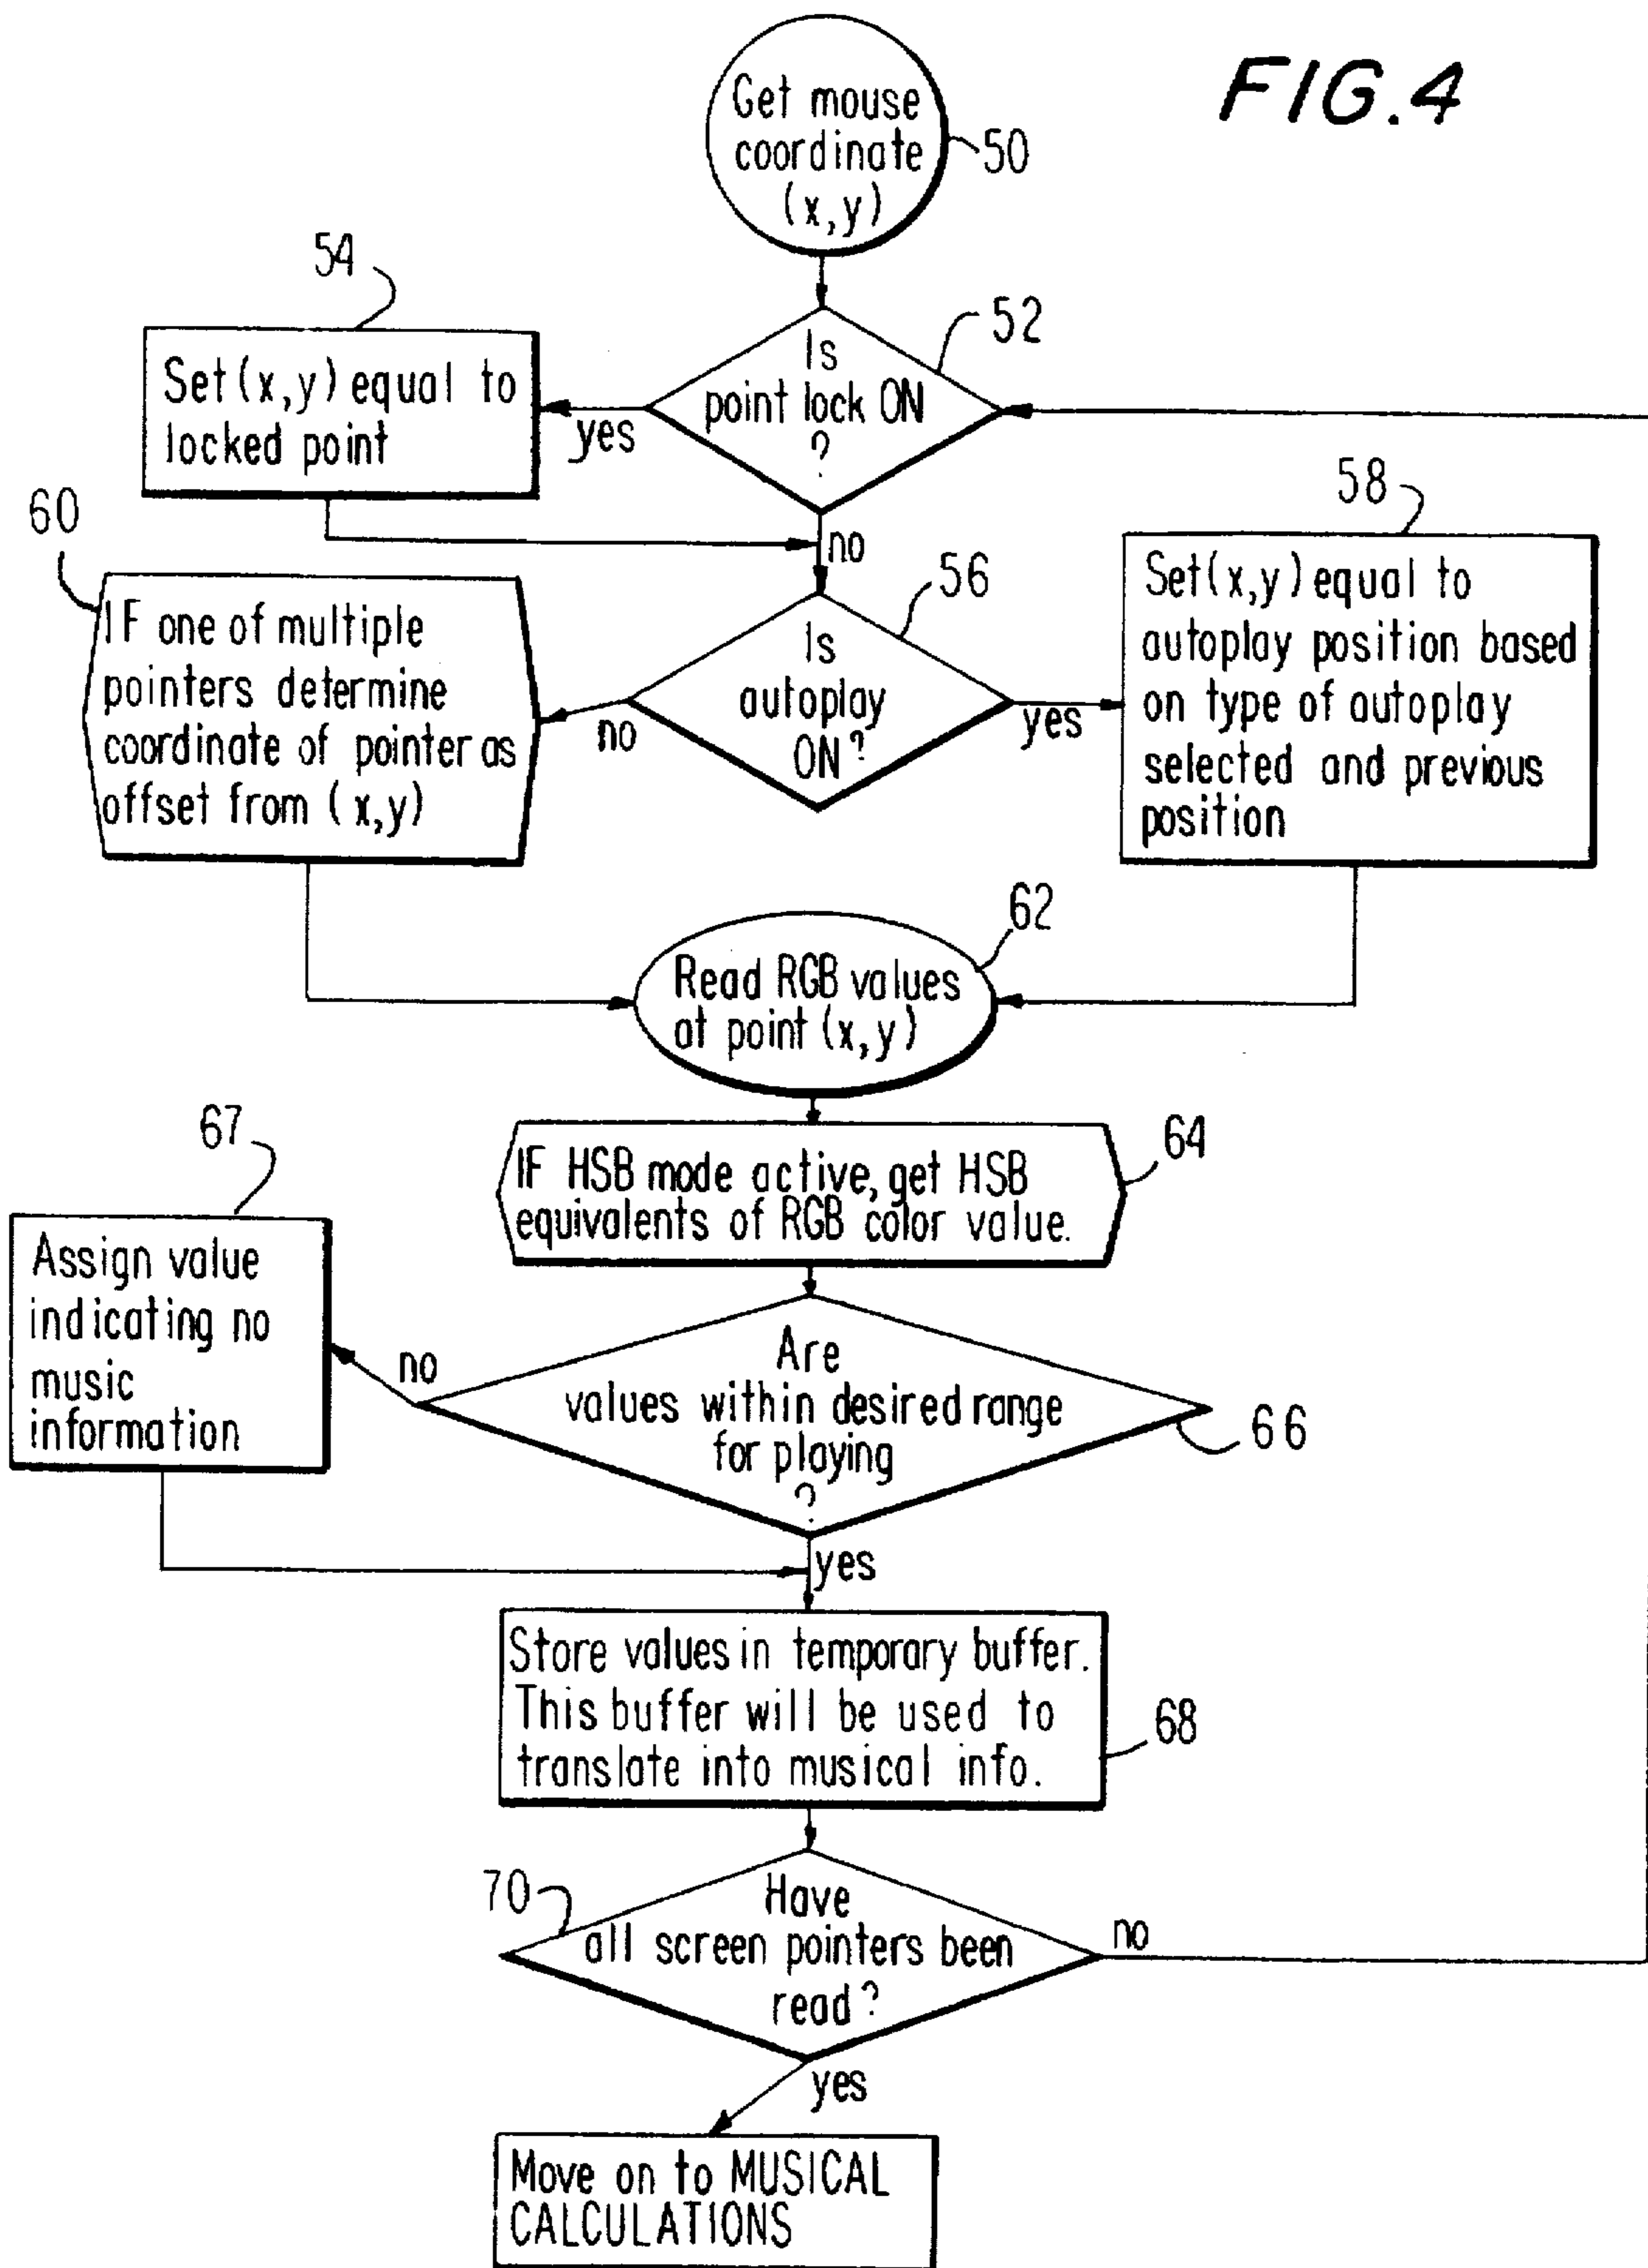 FIG.4
Get mouse
coordinate
(x,y)
50
54
52
Is
point lock ON
?
yes
Set(x,y) equal to
locked point
no
60
58
56
IF one of multiple
pointers determine
coordinate of pointer as
offset from (x,y)
Is
autoplay
ON?
no
yes
Set(x,y) equal to
autoplay position based
on type of autoplay
selected and previous
position
62
Read RGB values
at point (x,y)
64
IF HSB mode active, get HSB
equivalents of RGB color value.
67
Assign value
indicating no
music
information
no
Are
values within desired range
for playing
?
66
yes
Store values in temporary buffer.
This buffer will be used to
translate into musical info.
68
70
Have
all screen pointers been
read?
no
yes
Move on to MUSICAL
CALCULATIONS